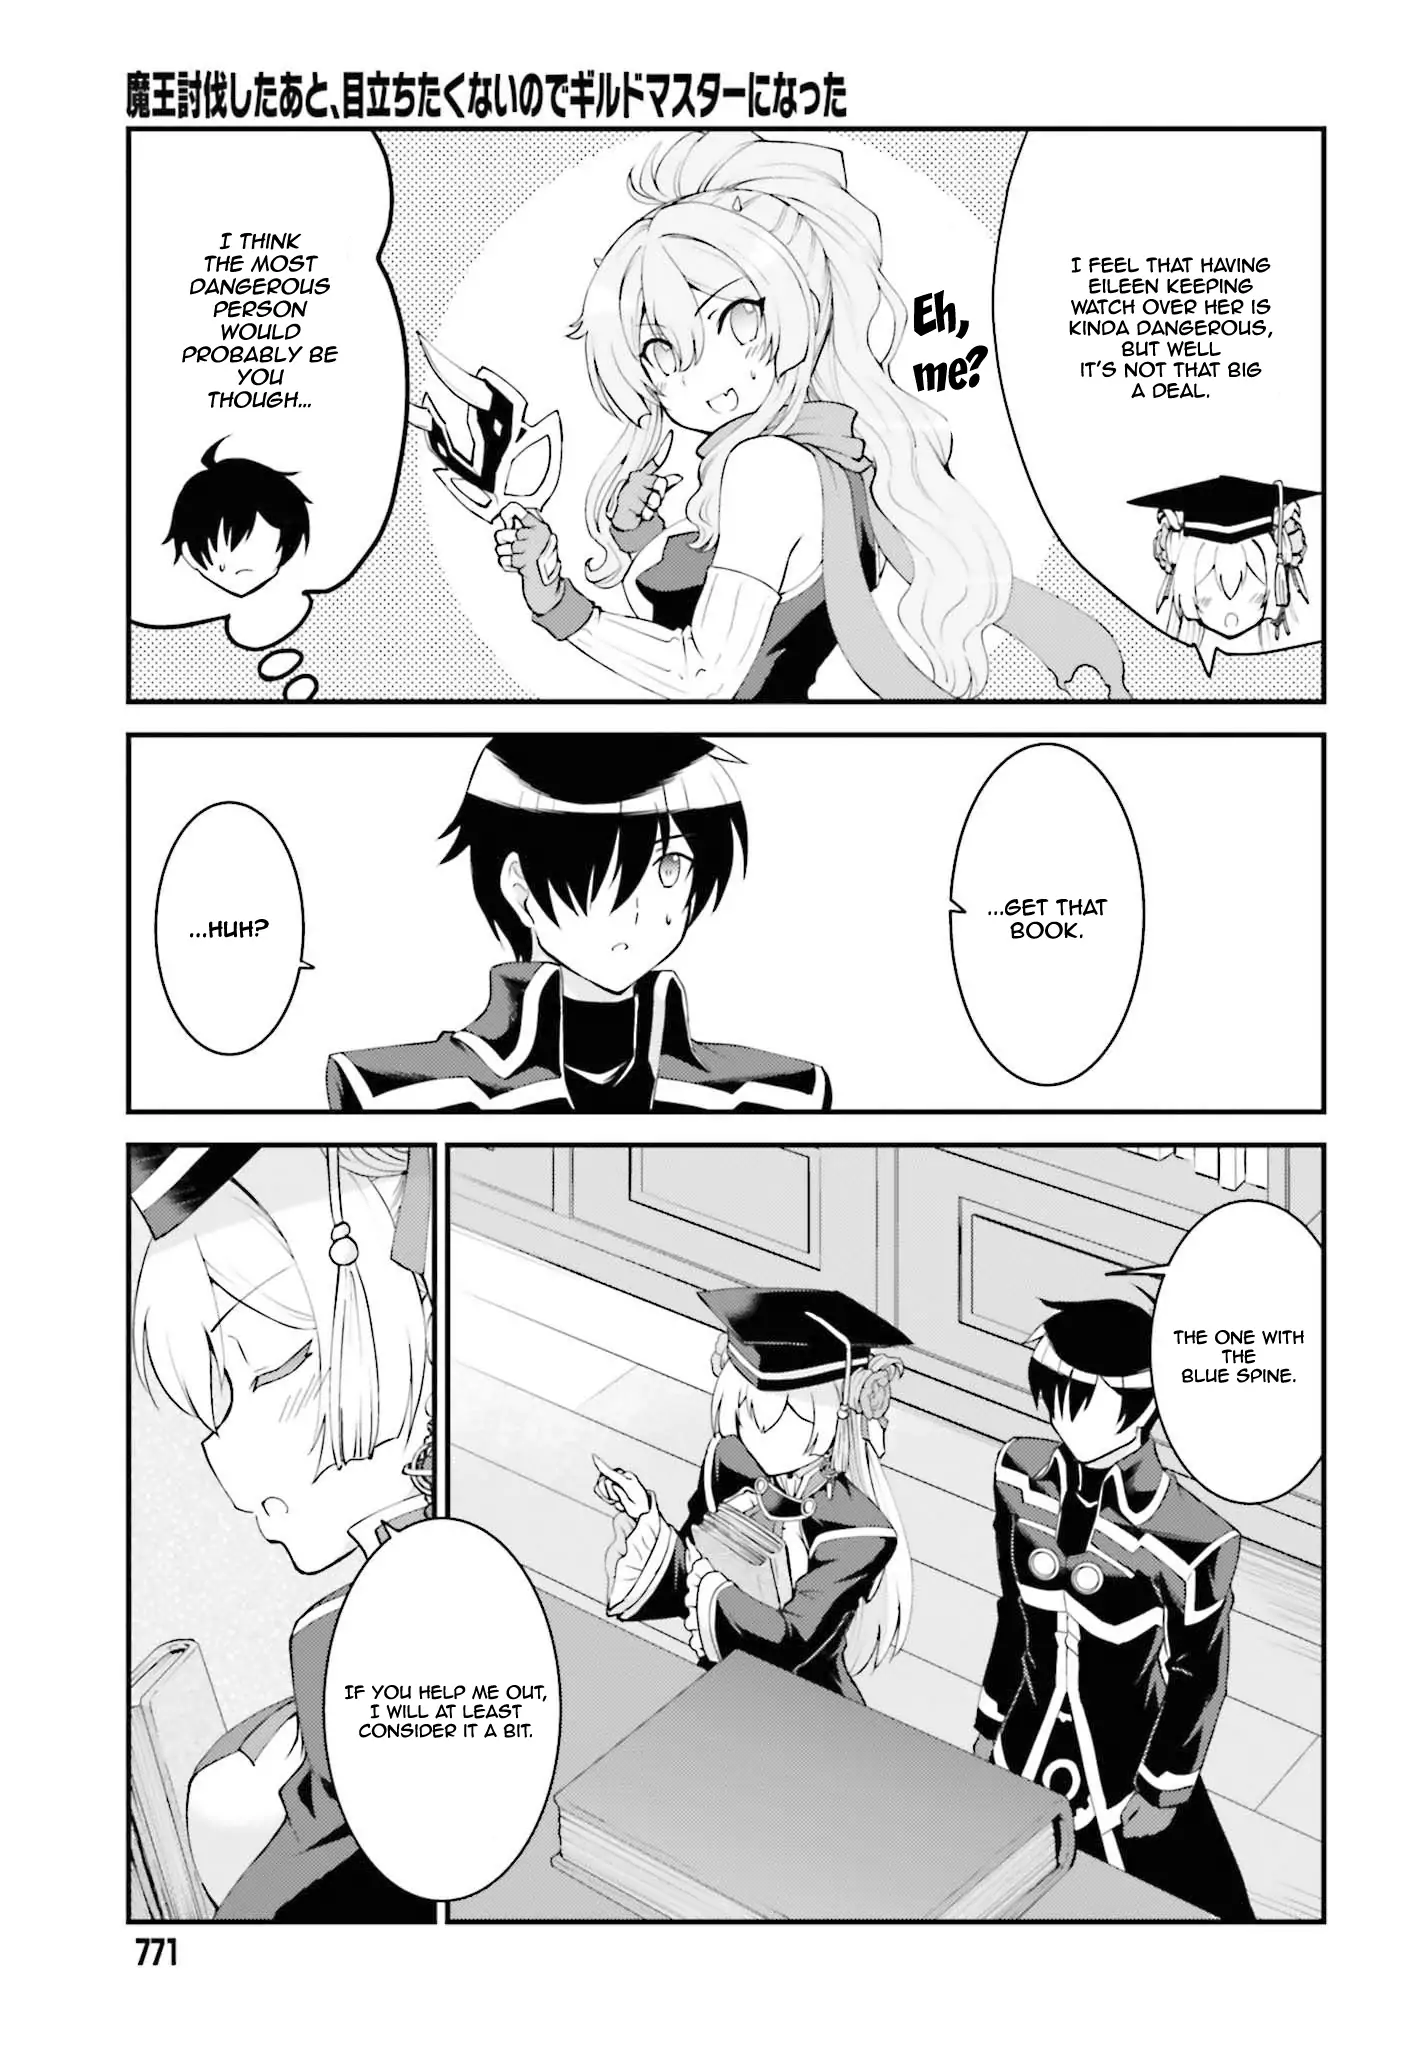 魔王討伐したあと、目立ちたくないのでギルドマスターになった
I FEEL THAT HAVING
EILEEN KEEPING
WATCH OVER HER IS
KINDA DANGEROUS,
BUT WELL
IT'S NOT THAT BIG
A DEAL.
Eh,
me?
I THINK
THE MOST
DANGEROUS
PERSON
WOULD
PROBABLY BE
YOU
THOUGH...
...GET THAT
BOOK.
...HUH?
THE ONE WITH
THE
BLUE SPINE.
IF YOU HELP ME OUT,
I WILL AT LEAST
CONSIDER IT A BIT.
771